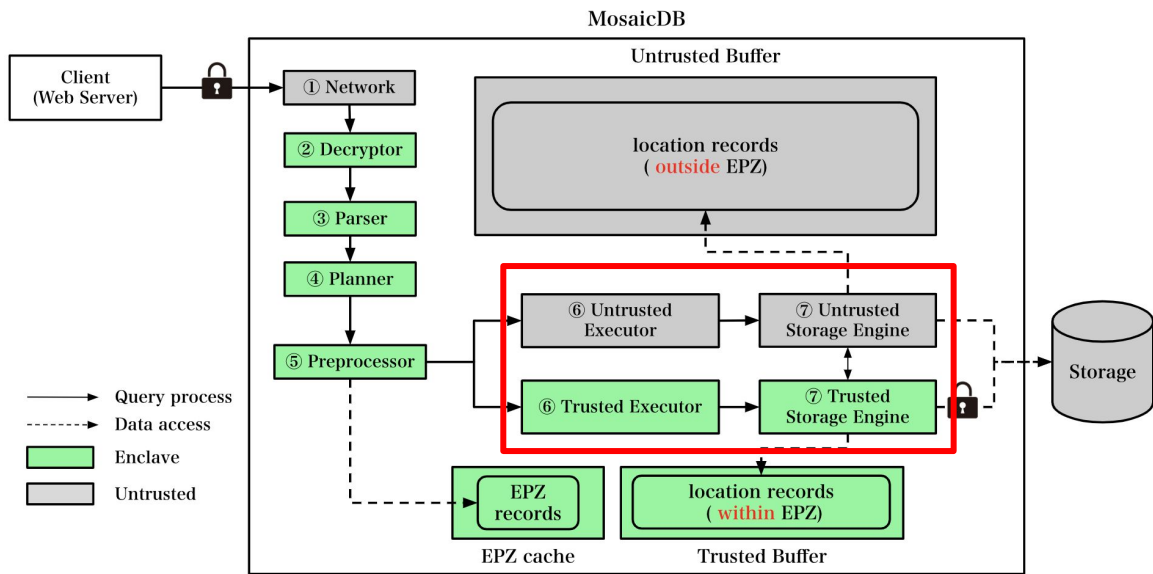 MosaicDB
Client
(Web Server)
① Network
② Decryptor
③ Parser
④ Planner
⑤ Preprocessor
Untrusted Buffer
location records
( outside EPZ)
⑥ Untrusted
Executor
⑦ Untrusted
Storage Engine
⑥ Trusted Executor
⑦ Trusted
Storage Engine
Storage
Query process
Data access
Enclave
Untrusted
EPZ
records
EPZ cache
location records
( within EPZ)
Trusted Buffer